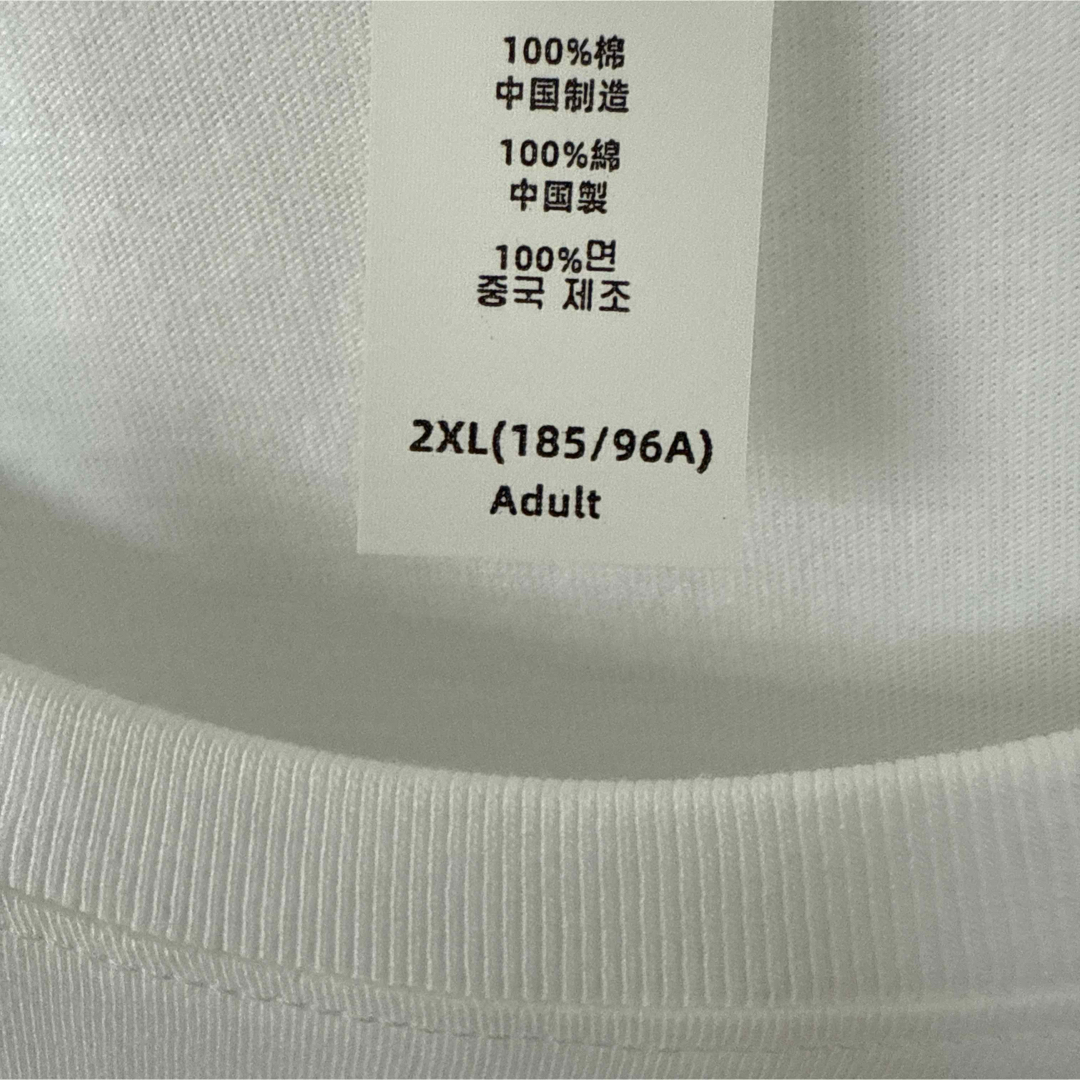 100%棉
中国制造
100%綿
中国製
100%면
중국 제조
2XL(185/96A)
Adult